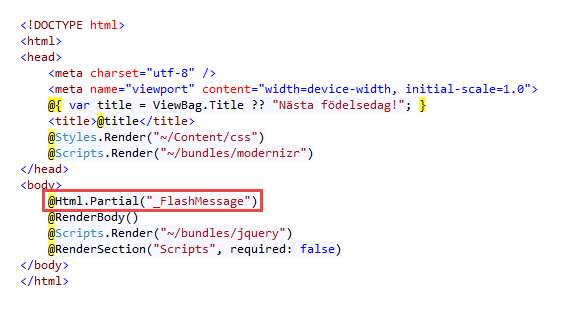 <!DOCTYPE html>
<html>
<head>
    <meta charset="utf-8" />
    <meta name="viewport" content="width=device-width, initial-scale=1.0">
    @{ var title = ViewBag.Title ?? "Nästa födelsedag!"; }
    <title>@title</title>
    @Styles.Render("~/Content/css")
    @Scripts.Render("~/bundles/modernizr")
</head>
<body>
    @Html.Partial("_FlashMessage")
    @RenderBody()
    @Scripts.Render("~/bundles/jquery")
    @RenderSection("Scripts", required: false)
</body>
</html>